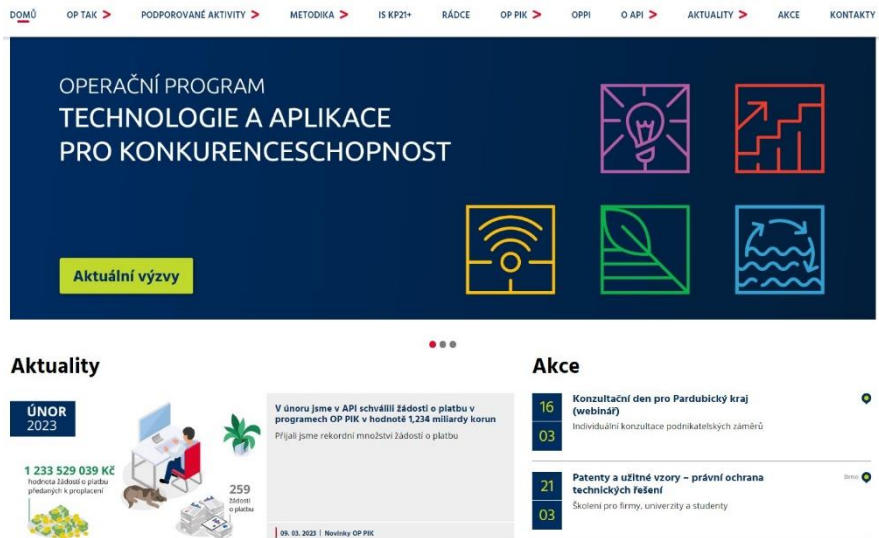 DOMŮ OP TAK > PODPOROVANÉ AKTIVITY > METODIKA > IS KP21+ RÁDCE OP PIK > OPPI O API > AKTUALITY > AKCE KONTAKTY
OPERAČNÍ PROGRAM
TECHNOLOGIE A APLIKACE
PRO KONKURENCESCHOPNOST
Aktuální výzvy
Aktuality
ÚNOR
2023
1 233 529 039 Kč
hodnota žádostí o platbu
předaných k proplacení
259
žádostí
o platbu
V únoru jsme v API schválili žádosti o platbu v
programech OP PIK v hodnotě 1,234 miliardy korun
Přijali jsme rekordní množství žádostí o platbu
09. 03. 2023 | Novinky OP PIK
Akce
16
03
Konzultační den pro Pardubický kraj
(webinář)
Individuální konzultace podnikatelských záměrů
21
03
Patenty a užitné vzory – právní ochrana
technických řešení
Brno
Školení pro firmy, univerzity a studenty